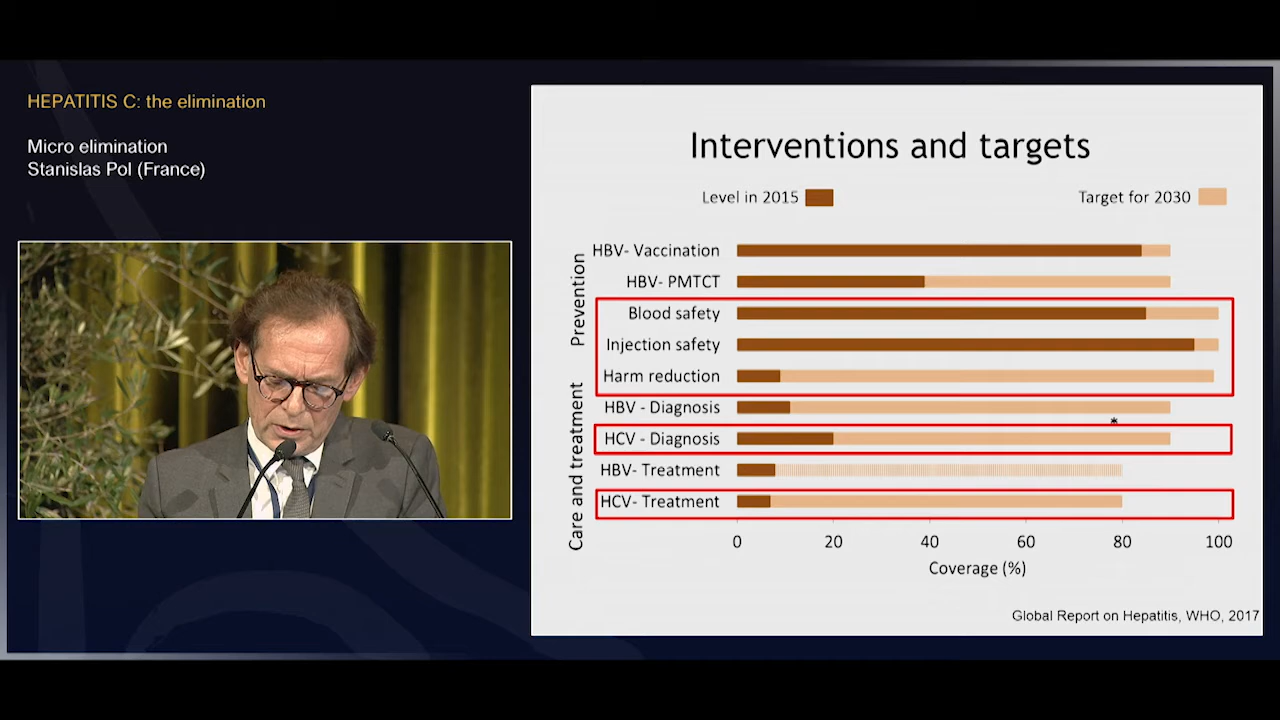 HEPATITIS C: the elimination
Micro elimination
Stanislas Pol (France)
Interventions and targets
Level in 2015
Target for 2030
Prevention
HBV- Vaccination
HBV- PMTCT
Blood safety
Injection safety
Harm reduction
Care and treatment
HBV - Diagnosis
*
HCV - Diagnosis
HBV- Treatment
HCV- Treatment
0 20 40 60 80 100
Coverage (%)
Global Report on Hepatitis, WHO, 2017